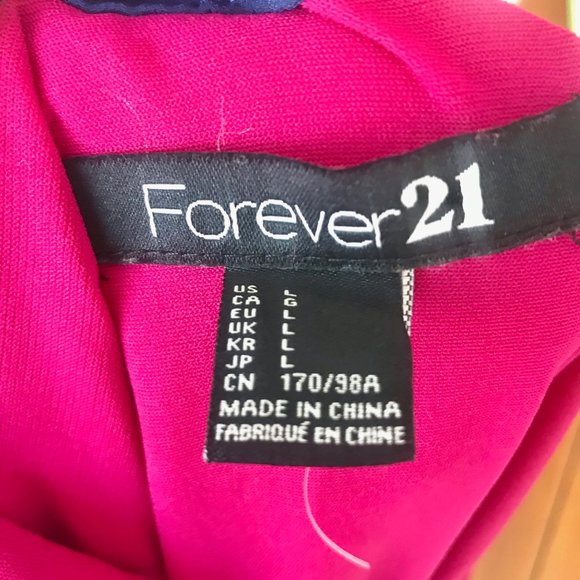 Forever21
US L
CA G
EU L
UK L
KR L
JP L
CN 170/98A
MADE IN CHINA
FABRIQUÉ EN CHINE